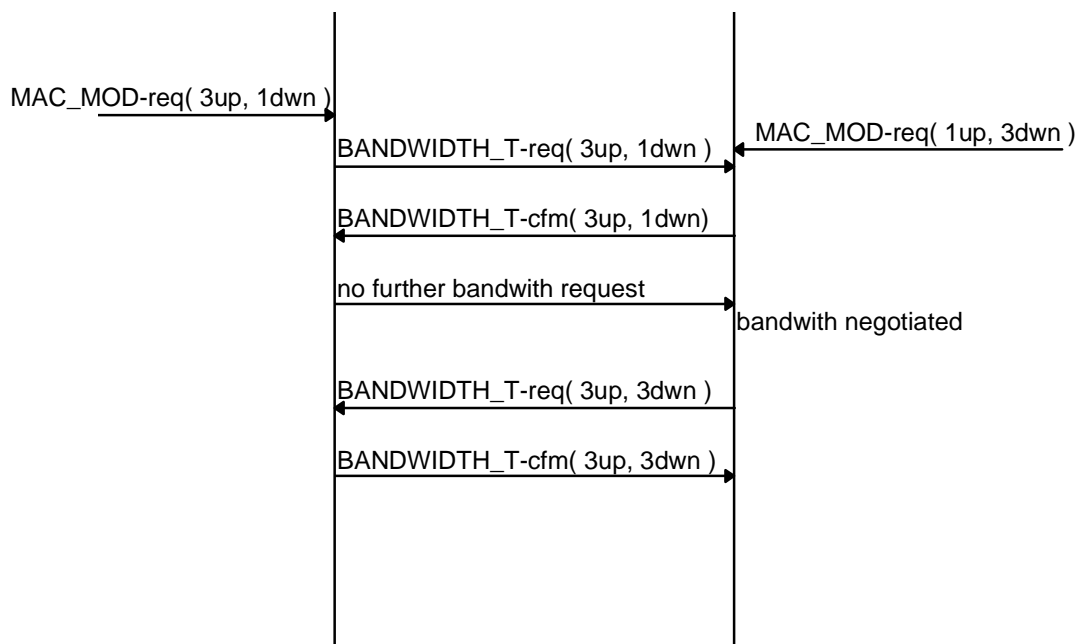 MAC_MOD-req( 3up, 1dwn )
MAC_MOD-req( 1up, 3dwn )
BANDWIDTH_T-req( 3up, 1dwn )
BANDWIDTH_T-cfm( 3up, 1dwn)
no further bandwith request
bandwith negotiated
BANDWIDTH_T-req( 3up, 3dwn )
BANDWIDTH_T-cfm( 3up, 3dwn )